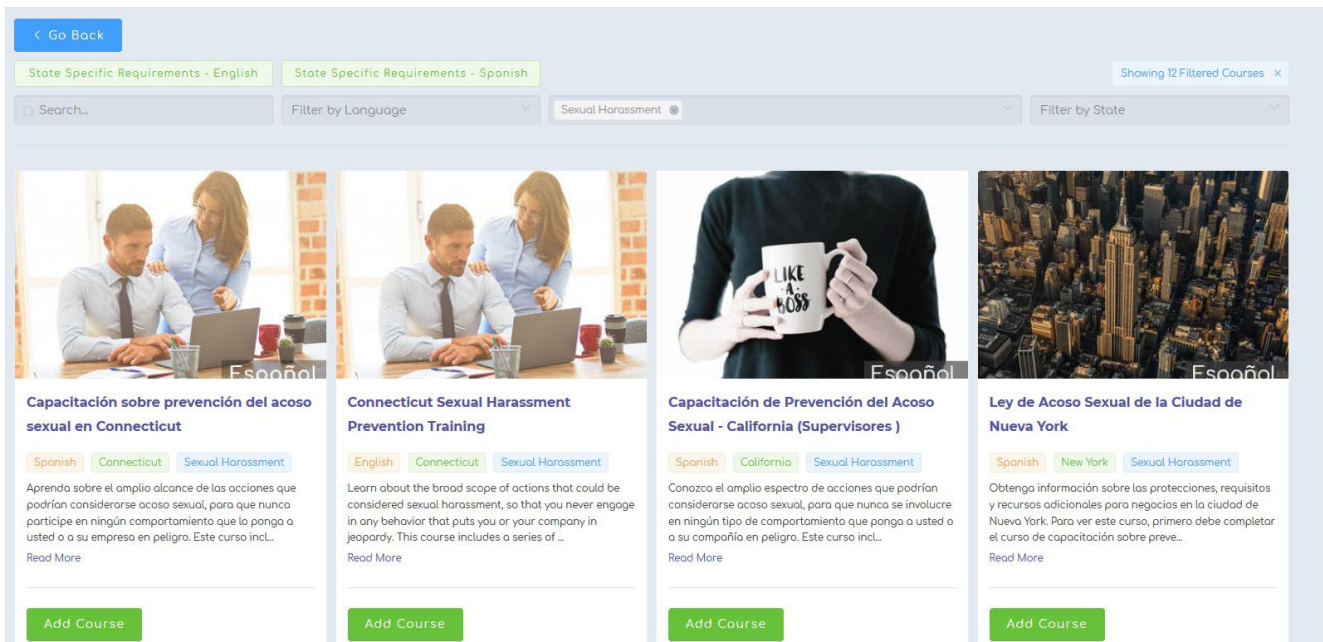 Go Back
State Specific Requirements - English
State Specific Requirements - Spanish
Showing 12 Filtered Courses ×
Search...
Filter by Language
Sexual Harassment
Filter by State
LIKE
·A·
BOSS
Español
Español
Español
Capacitación sobre prevención del acoso
sexual en Connecticut
Spanish
Connecticut
Sexual Harassment
Aprenda sobre el amplio alcance de las acciones que
podrían considerarse acoso sexual, para que nunca
participe en ningún comportamiento que lo ponga a
usted o a su empresa en peligro. Este curso incl...
Read More
Add Course
Connecticut Sexual Harassment
Prevention Training
English
Connecticut
Sexual Harassment
Learn about the broad scope of actions that could be
considered sexual harassment, so that you never engage
in any behavior that puts you or your company in
jeopardy. This course includes a series of ...
Read More
Add Course
Capacitación de Prevención del Acoso
Sexual - California (Supervisores )
Spanish
California
Sexual Harassment
Conozca el amplio espectro de acciones que podrían
considerarse acoso sexual, para que nunca se involucre
en ningún tipo de comportamiento que ponga a usted o
a su compañía en peligro. Este curso incl...
Read More
Add Course
Ley de Acoso Sexual de la Ciudad de
Nueva York
Spanish
New York
Sexual Harassment
Obtenga información sobre las protecciones, requisitos
y recursos adicionales para negocios en la ciudad de
Nueva York. Para ver este curso, primero debe completar
el curso de capacitación sobre preve...
Read More
Add Course